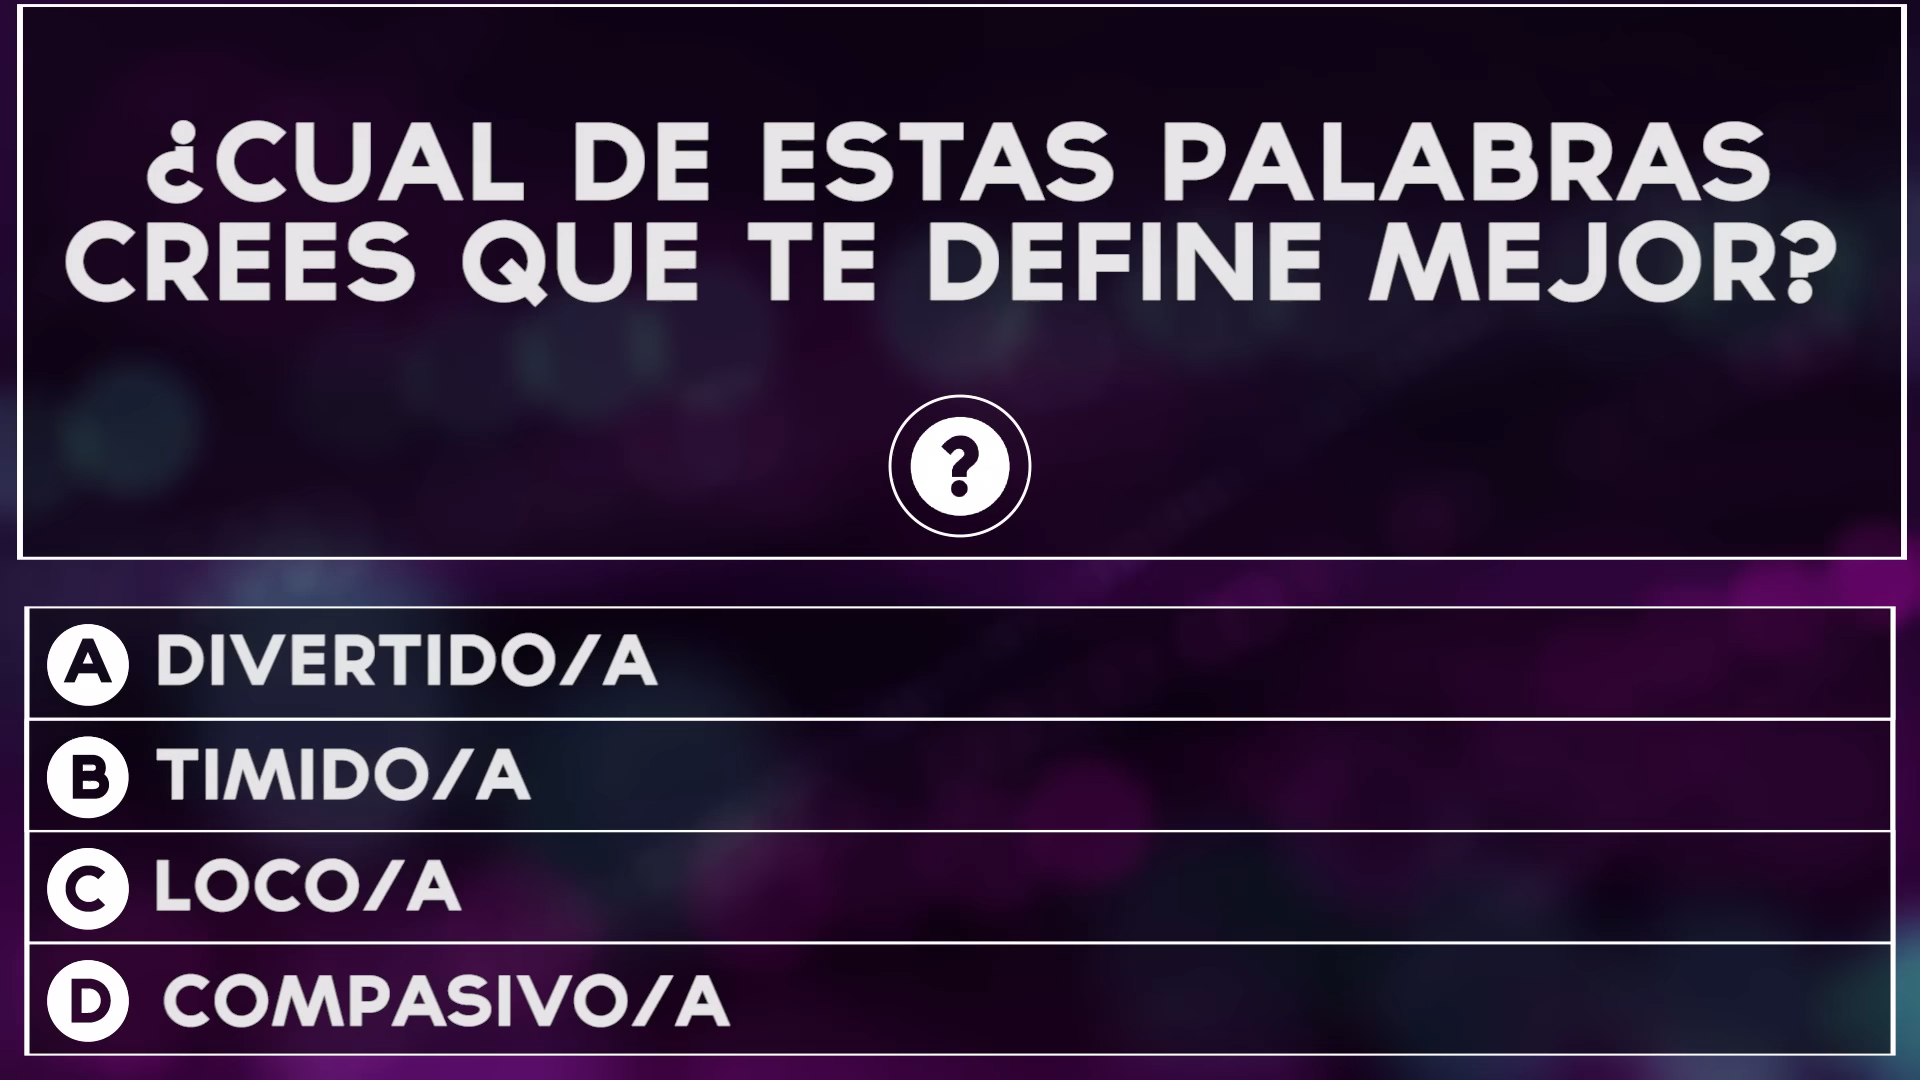 ¿CUAL DE ESTAS PALABRAS
CREES QUE TE DEFINE MEJOR?
?
A DIVERTIDO/A
B TIMIDO/A
C LOCO/A
D COMPASIVO/A